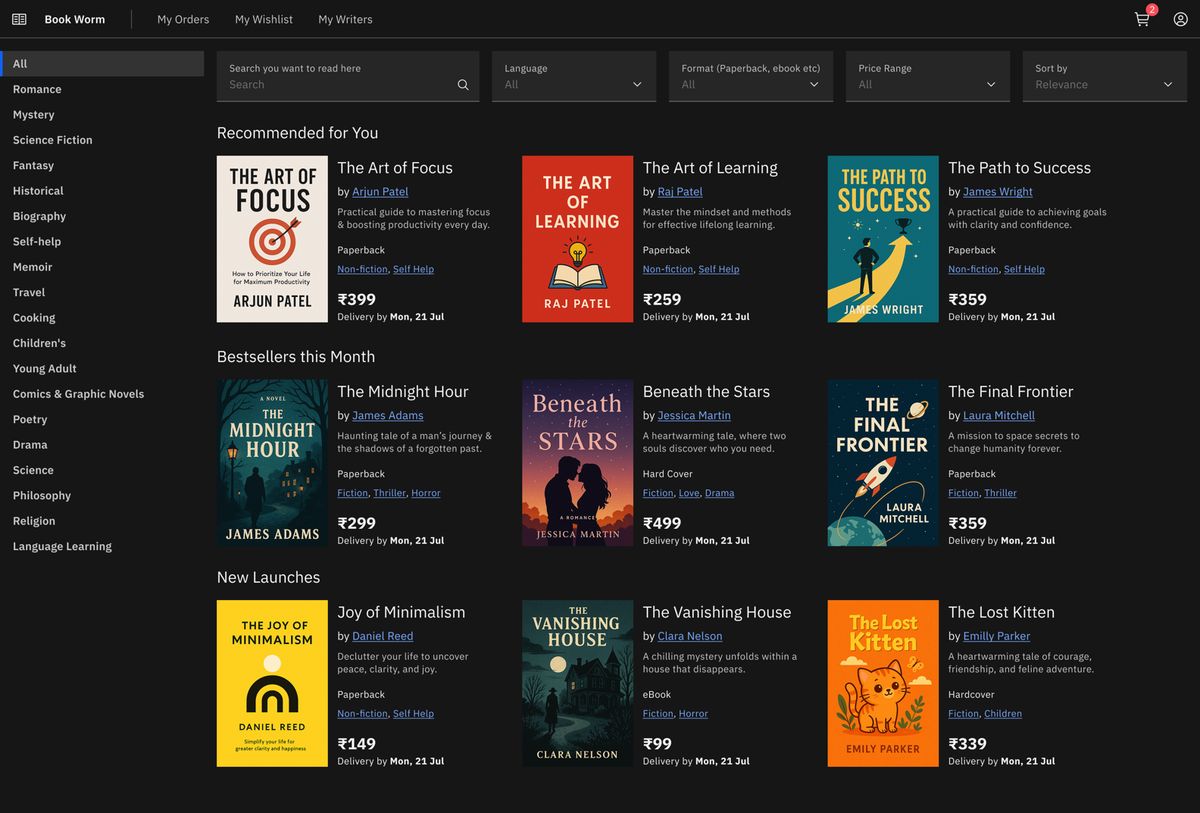 Book Worm
My Orders
My Wishlist
My Writers
2
All
Romance
Mystery
Science Fiction
Fantasy
Historical
Biography
Self-help
Memoir
Travel
Cooking
Children's
Young Adult
Comics & Graphic Novels
Poetry
Drama
Science
Philosophy
Religion
Language Learning
Search you want to read here
Search
Language
All
Format (Paperback, ebook etc)
All
Price Range
All
Sort by
Relevance
Recommended for You
THE ART OF
FOCUS
How to Prioritize Your Life
for Maximum Productivity
ARJUN PATEL
The Art of Focus
by Arjun Patel
Practical guide to mastering focus
& boosting productivity every day.
Paperback
Non-fiction, Self Help
₹399
Delivery by Mon, 21 Jul
THE ART
OF
LEARNING
RAJ PATEL
The Art of Learning
by Raj Patel
Master the mindset and methods
for effective lifelong learning.
Paperback
Non-fiction, Self Help
₹259
Delivery by Mon, 21 Jul
THE PATH TO
SUCCESS
JAMES WRIGHT
The Path to Success
by James Wright
A practical guide to achieving goals
with clarity and confidence.
Paperback
Non-fiction, Self Help
₹359
Delivery by Mon, 21 Jul
Bestsellers this Month
A NOVEL
THE
MIDNIGHT
HOUR
JAMES ADAMS
The Midnight Hour
by James Adams
Haunting tale of a man's journey &
the shadows of a forgotten past.
Paperback
Fiction, Thriller, Horror
₹299
Delivery by Mon, 21 Jul
Beneath
the
STARS
A ROMANCE
JESSICA MARTIN
Beneath the Stars
by Jessica Martin
A heartwarming tale, where two
souls discover who you need.
Hard Cover
Fiction, Love, Drama
₹499
Delivery by Mon, 21 Jul
THE
FINAL
FRONTIER
LAURA
MITCHELL
The Final Frontier
by Laura Mitchell
A mission to space secrets to
change humanity forever.
Paperback
Fiction, Thriller
₹359
Delivery by Mon, 21 Jul
New Launches
THE JOY OF
MINIMALISM
DANIEL REED
Simplify your life for
greater clarity and happiness
Joy of Minimalism
by Daniel Reed
Declutter your life to uncover
peace, clarity, and joy.
Paperback
Non-fiction, Self Help
₹149
Delivery by Mon, 21 Jul
THE
VANISHING
HOUSE
CLARA NELSON
The Vanishing House
by Clara Nelson
A chilling mystery unfolds within a
house that disappears.
eBook
Fiction, Horror
₹99
Delivery by Mon, 21 Jul
The Lost
Kitten
EMILY PARKER
The Lost Kitten
by Emilly Parker
A heartwarming tale of courage,
friendship, and feline adventure.
Hardcover
Fiction, Children
₹339
Delivery by Mon, 21 Jul